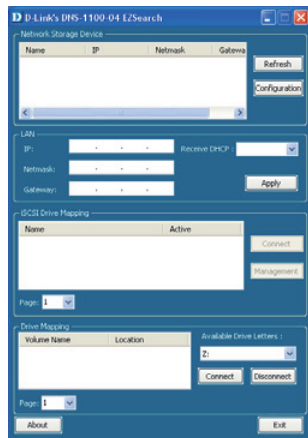 D-Link's DNS-1100-04 EZSearch
Network Storage Device
Name IP Netmask Gatewa
Refresh
Configuration
LAN
IP: Receive DHCP :
Netmask:
Gateway:
Apply
iSCSI Drive Mapping
Name Active
Connect
Management
Page: 1
Drive Mapping
Volume Name Location
Available Drive Letters :
Z:
Connect Disconnect
Page: 1
About Exit